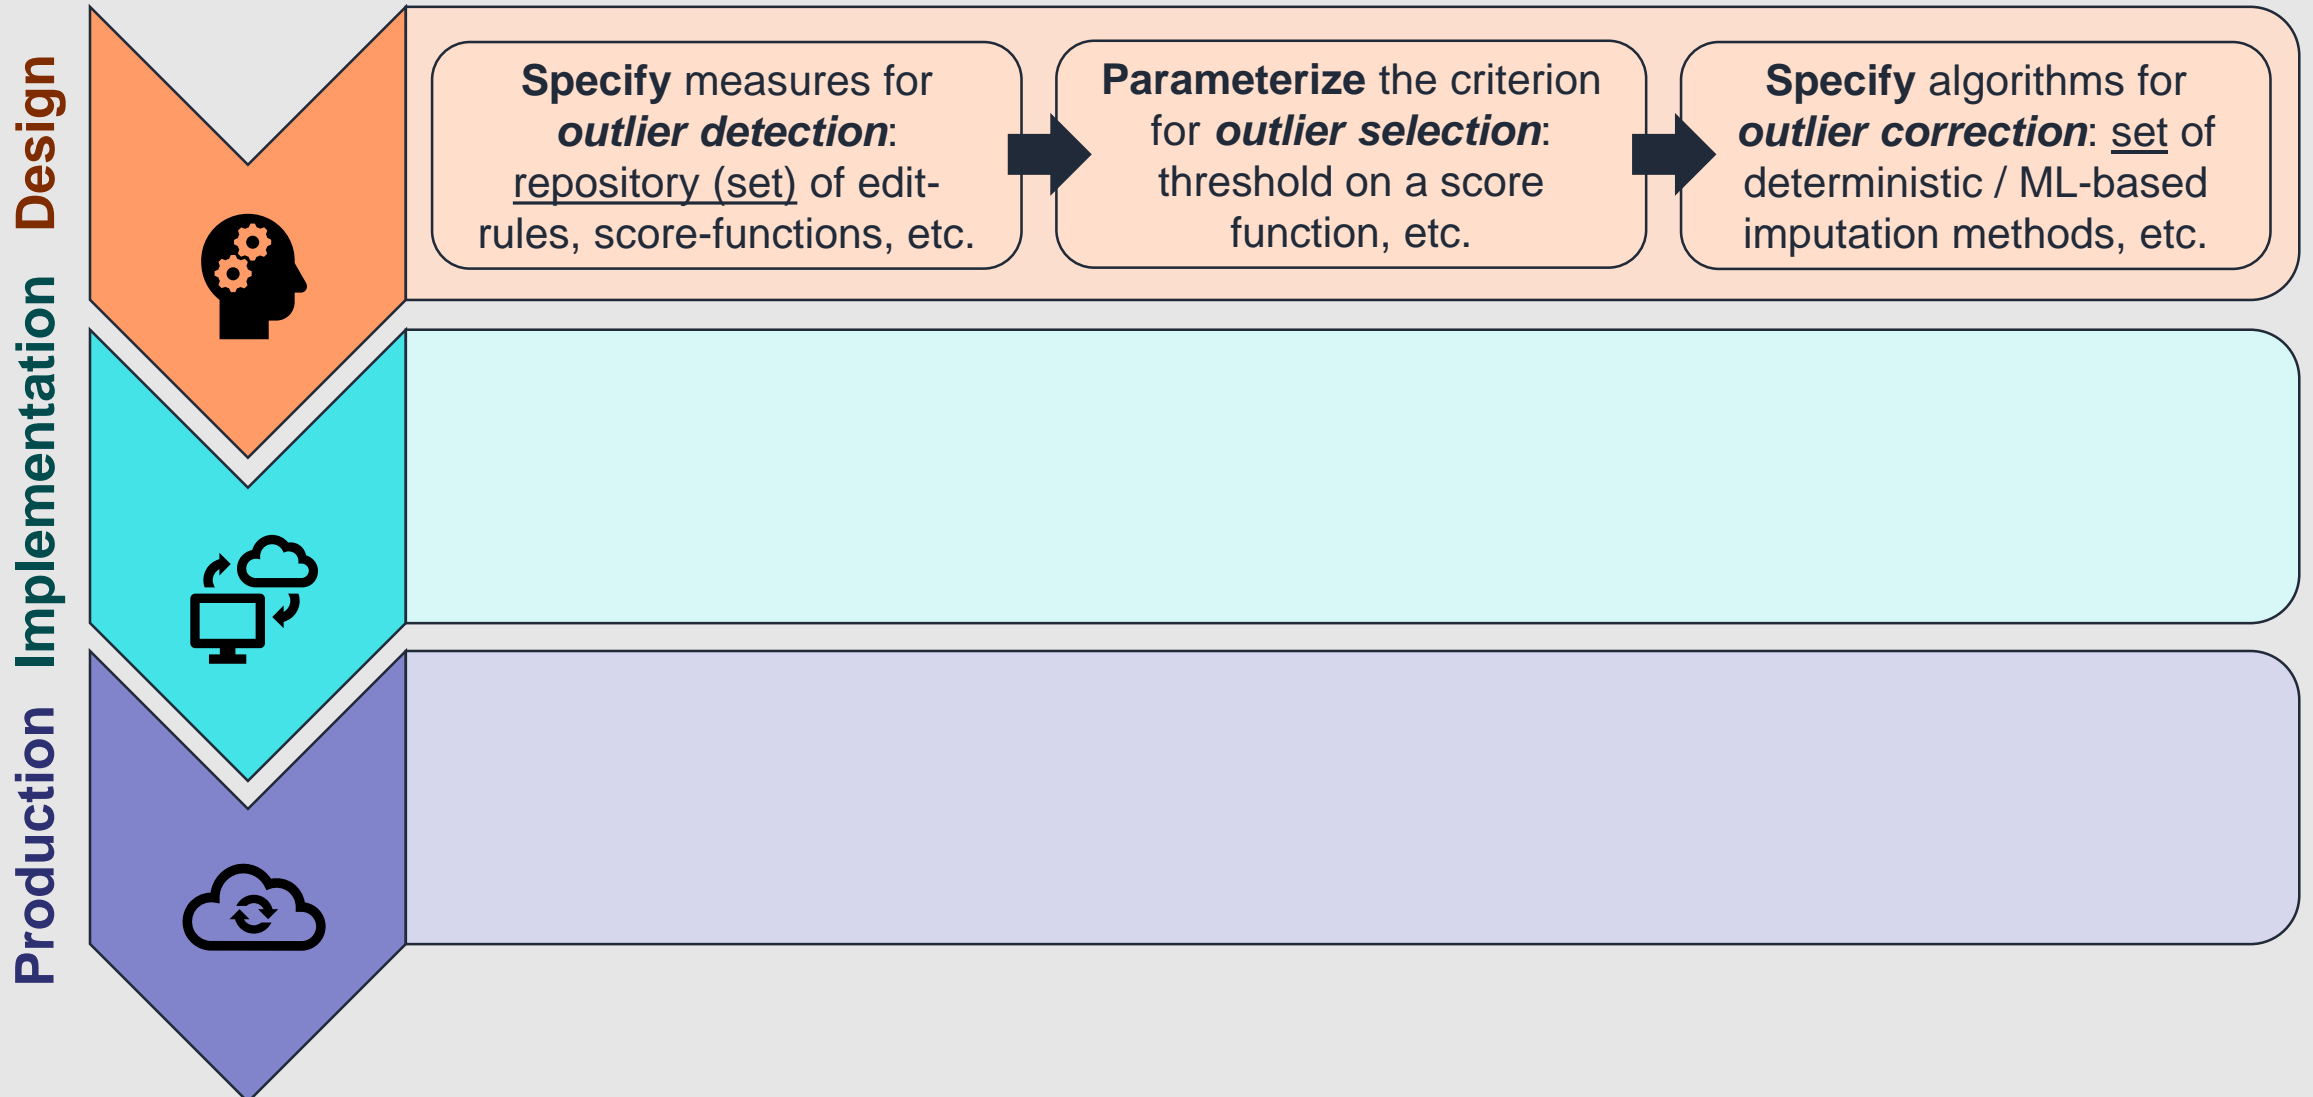 Design
Specify measures for
outlier detection:
repository (set) of edit-
rules, score-functions, etc.
Parameterize the criterion
for outlier selection:
threshold on a score
function, etc.
Specify algorithms for
outlier correction: set of
deterministic / ML-based
imputation methods, etc.
Implementation
Production